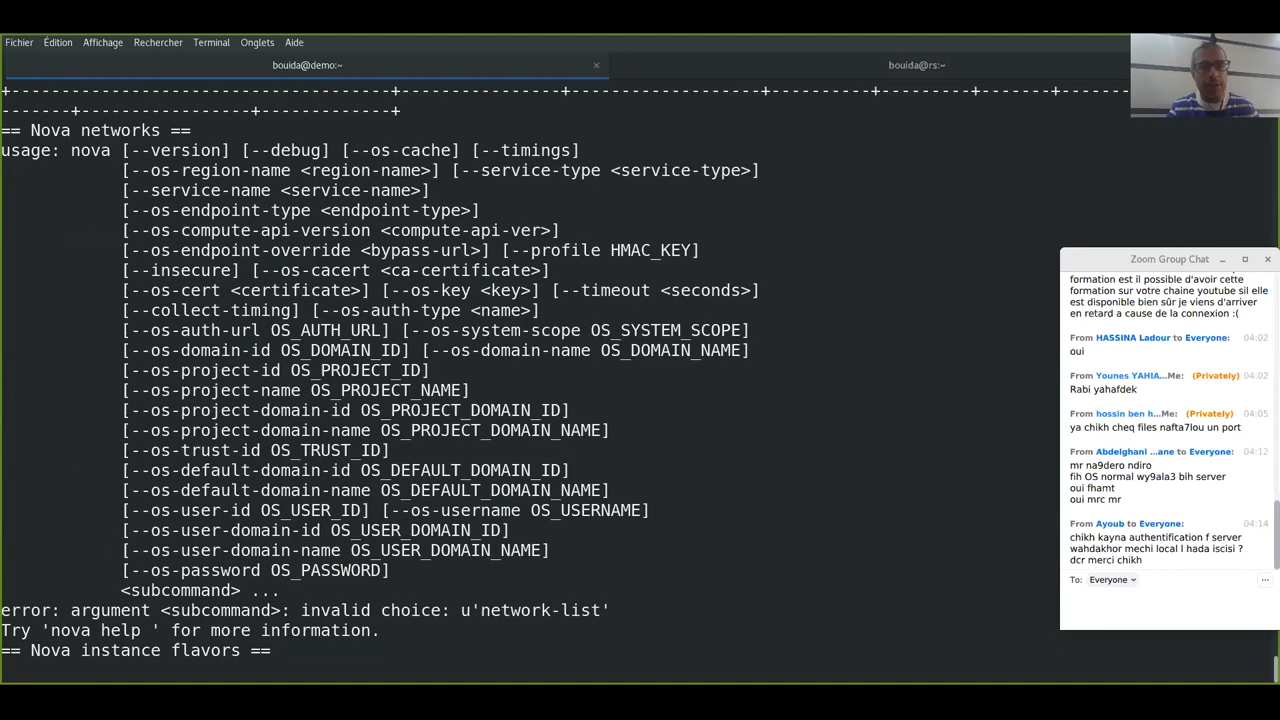 Fichier Édition Affichage Rechercher Terminal Onglets Aide
bouida@demo:~ × bouida@rs:~
+--------------------------------------+----------------+-------------------+----------+---------+-------+----
-------+-----------------+-------------+
== Nova networks ==
usage: nova [--version] [--debug] [--os-cache] [--timings]
[--os-region-name <region-name>] [--service-type <service-type>]
[--service-name <service-name>]
[--os-endpoint-type <endpoint-type>]
[--os-compute-api-version <compute-api-ver>]
[--os-endpoint-override <bypass-url>] [--profile HMAC_KEY]
[--insecure] [--os-cacert <ca-certificate>]
[--os-cert <certificate>] [--os-key <key>] [--timeout <seconds>]
[--collect-timing] [--os-auth-type <name>]
[--os-auth-url OS_AUTH_URL] [--os-system-scope OS_SYSTEM_SCOPE]
[--os-domain-id OS_DOMAIN_ID] [--os-domain-name OS_DOMAIN_NAME]
[--os-project-id OS_PROJECT_ID]
[--os-project-name OS_PROJECT_NAME]
[--os-project-domain-id OS_PROJECT_DOMAIN_ID]
[--os-project-domain-name OS_PROJECT_DOMAIN_NAME]
[--os-trust-id OS_TRUST_ID]
[--os-default-domain-id OS_DEFAULT_DOMAIN_ID]
[--os-default-domain-name OS_DEFAULT_DOMAIN_NAME]
[--os-user-id OS_USER_ID] [--os-username OS_USERNAME]
[--os-user-domain-id OS_USER_DOMAIN_ID]
[--os-user-domain-name OS_USER_DOMAIN_NAME]
[--os-password OS_PASSWORD]
<subcommand> ...
error: argument <subcommand>: invalid choice: u'network-list'
Try 'nova help ' for more information.
== Nova instance flavors ==
Zoom Group Chat
formation est il possible d'avoir cette
formation sur votre chaine youtube sil elle
est disponible bien sûr je viens d'arriver
en retard a cause de la connexion :(
From HASSINA Ladour to Everyone: 04:02
oui
From Younes YAHIA...Me: (Privately) 04:02
Rabi yahafdek
From hossin ben h...Me: (Privately) 04:05
ya chikh cheq files nafta7lou un port
From Abdelghani ...ane to Everyone: 04:12
mr na9dero ndiro
fih OS normal wy9ala3 bih server
oui fhamt
oui mrc mr
From Ayoub to Everyone: 04:14
chikh kayna authentification f server
wahdakhor mechi local l hada iscisi ?
dcr merci chikh
To: Everyone ...